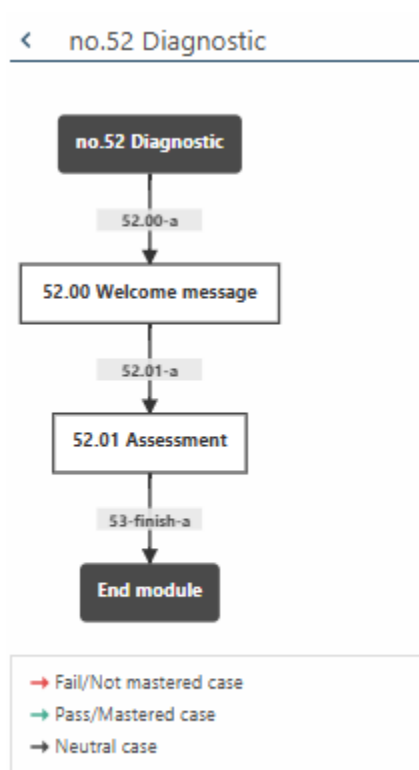 no.52 Diagnostic
no.52 Diagnostic
52.00-a
52.00 Welcome message
52.01-a
52.01 Assessment
53-finish-a
End module
Fail/Not mastered case
Pass/Mastered case
Neutral case